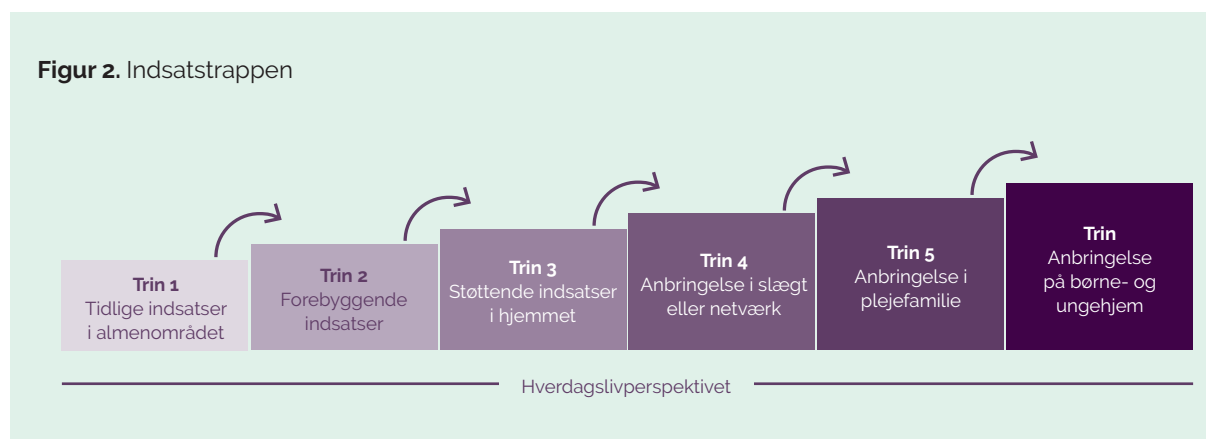 Figur 2. Indsatstrappen
Trin 1
Tidlige indsatser
i almenområdet
Trin 2
Forebyggende
indsatser
Trin 3
Støttende indsatser
i hjemmet
Trin 4
Anbringelse i slægt
eller netværk
Trin 5
Anbringelse i
plejefamilie
Trin
Anbringelse
på børne- og
ungehjem
Hverdagslivperspektivet